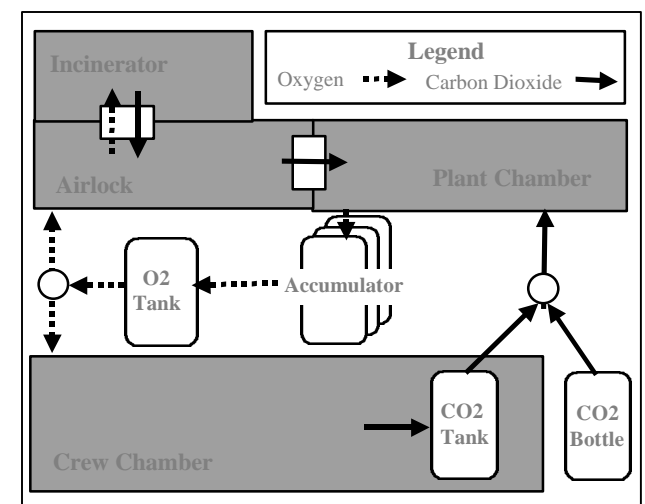 Legend
Oxygen
Carbon Dioxide
Incinerator
Airlock
Plant Chamber
O2
Tank
Accumulator
CO2
Tank
CO2
Bottle
Crew Chamber